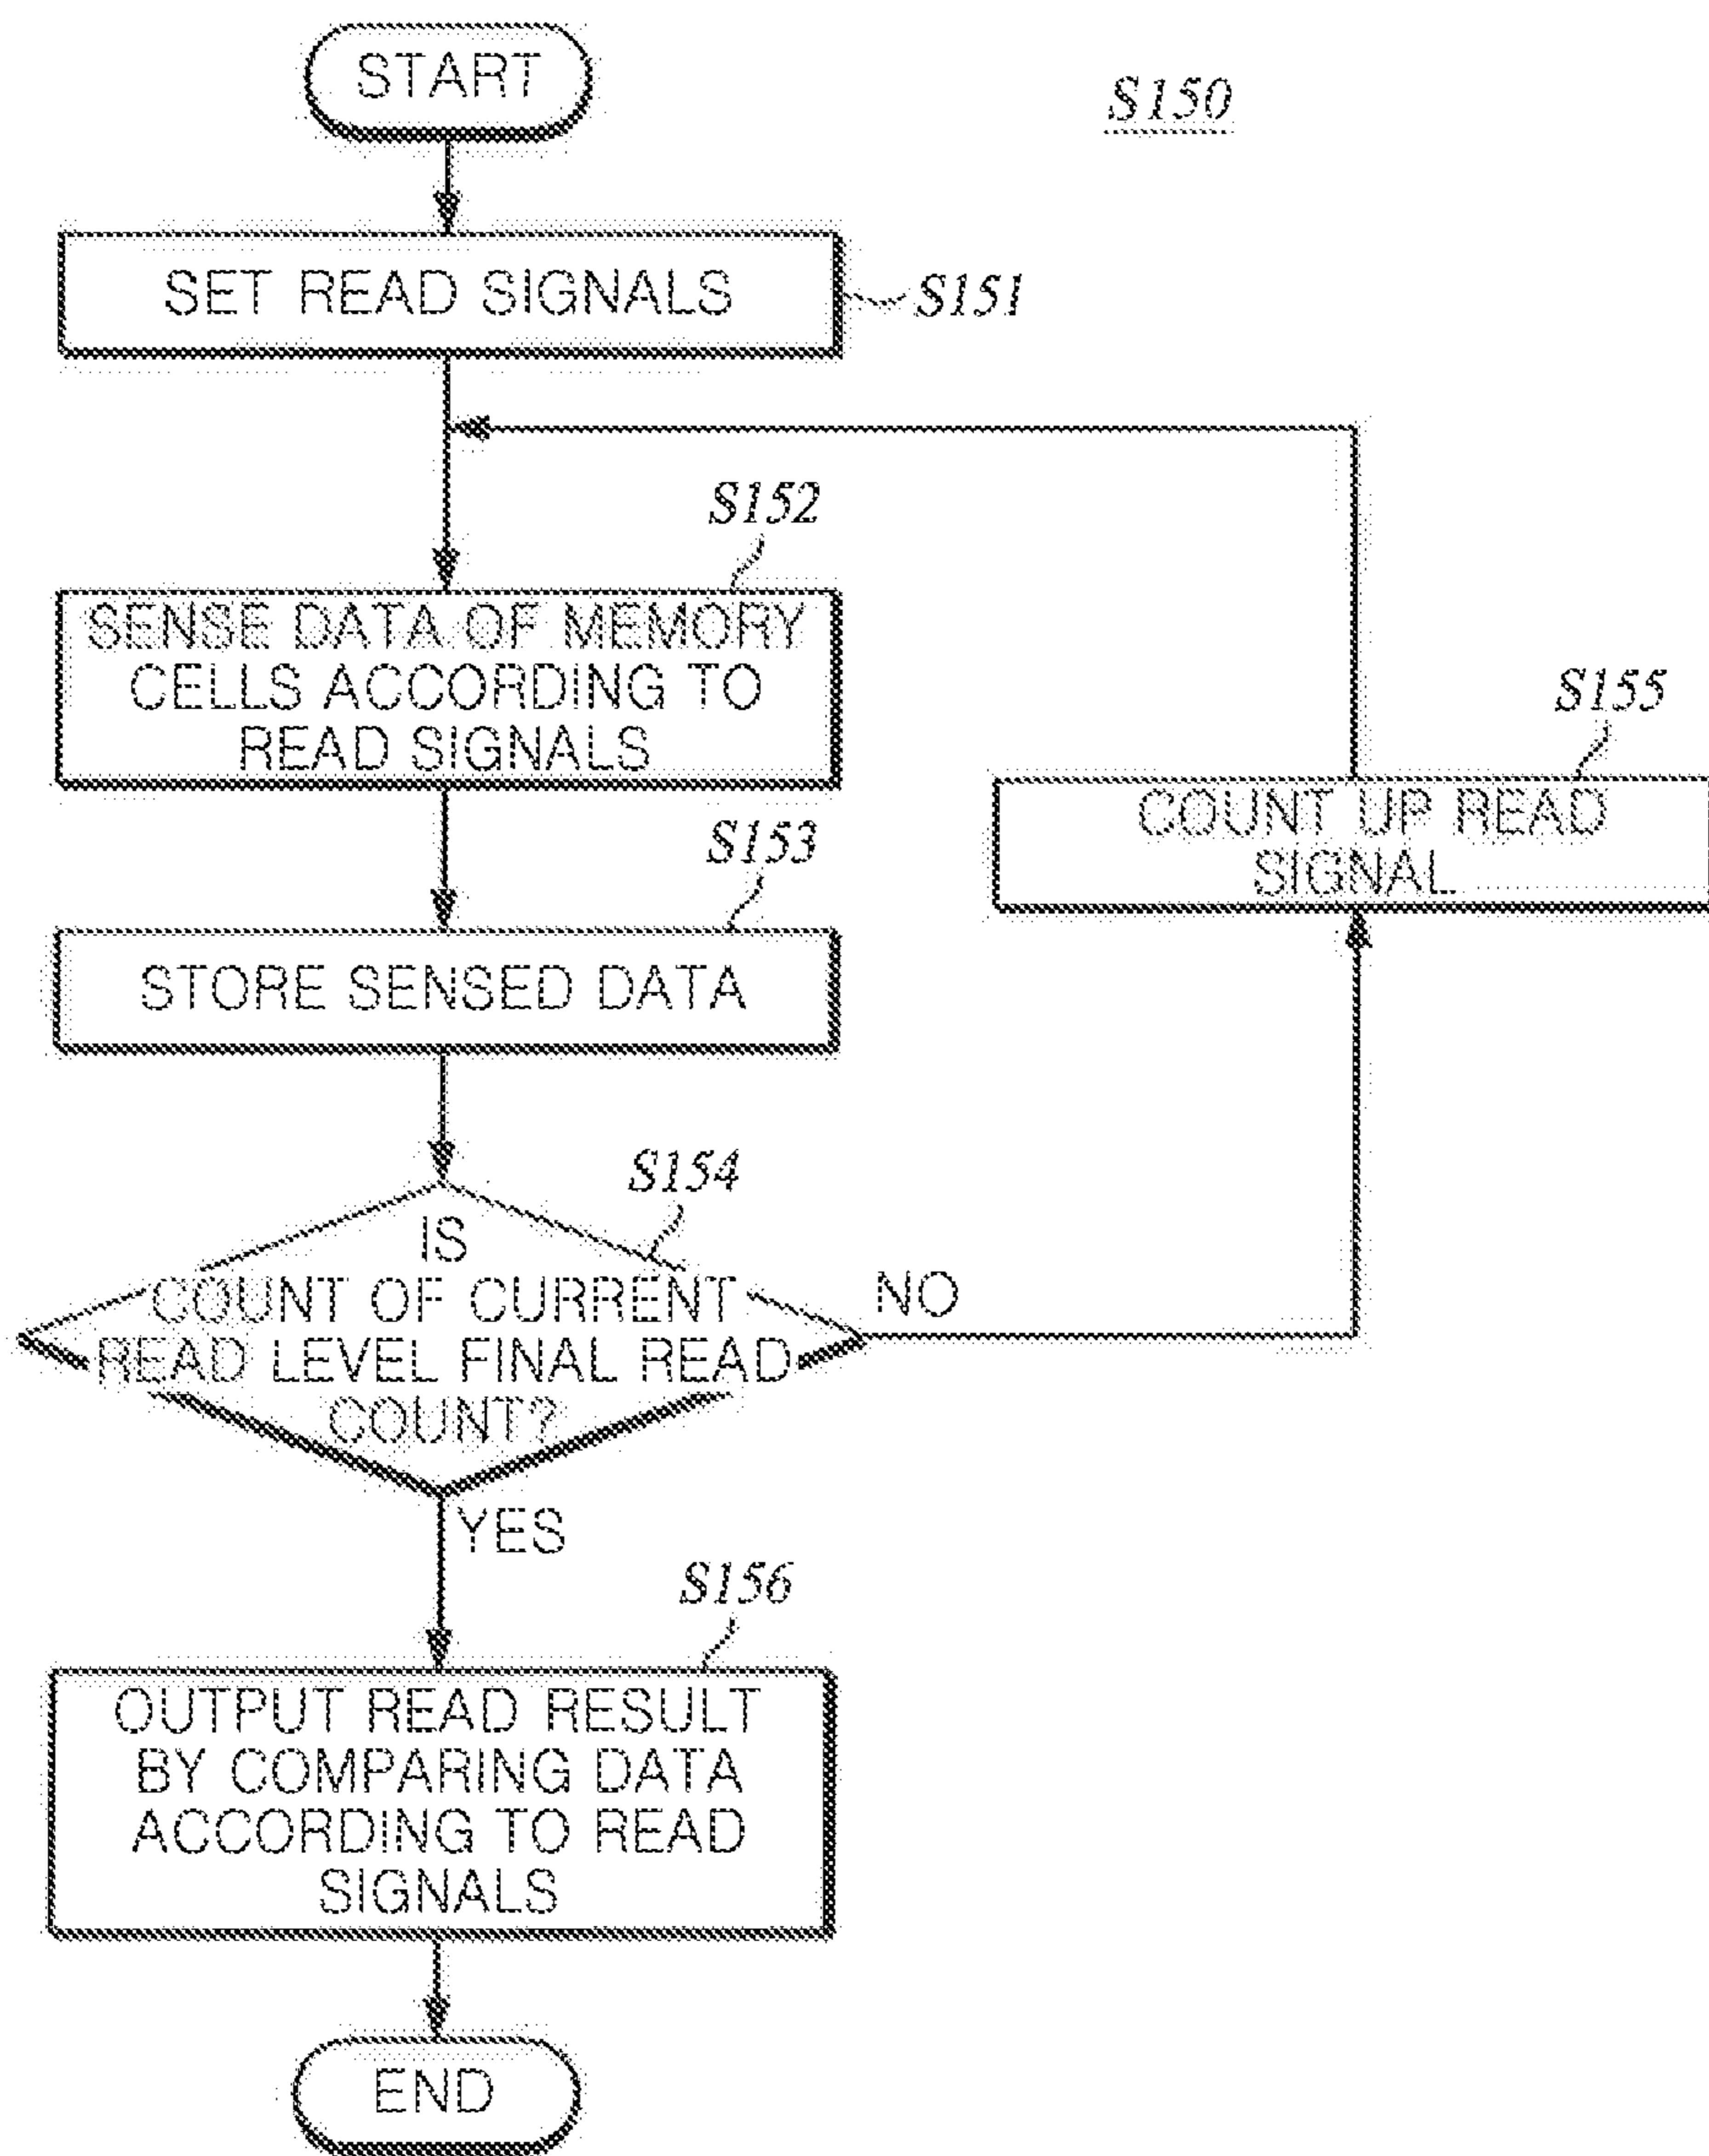 START
S150
SET READ SIGNALS
S151
S152
SENSE DATA OF MEMORY
CELLS ACCORDING TO
READ SIGNALS
S155
COUNT UP READ
SIGNAL
S153
STORE SENSED DATA
S154
IS
COUNT OF CURRENT
READ LEVEL FINAL READ
COUNT?
NO
YES
S156
OUTPUT READ RESULT
BY COMPARING DATA
ACCORDING TO READ
SIGNALS
END